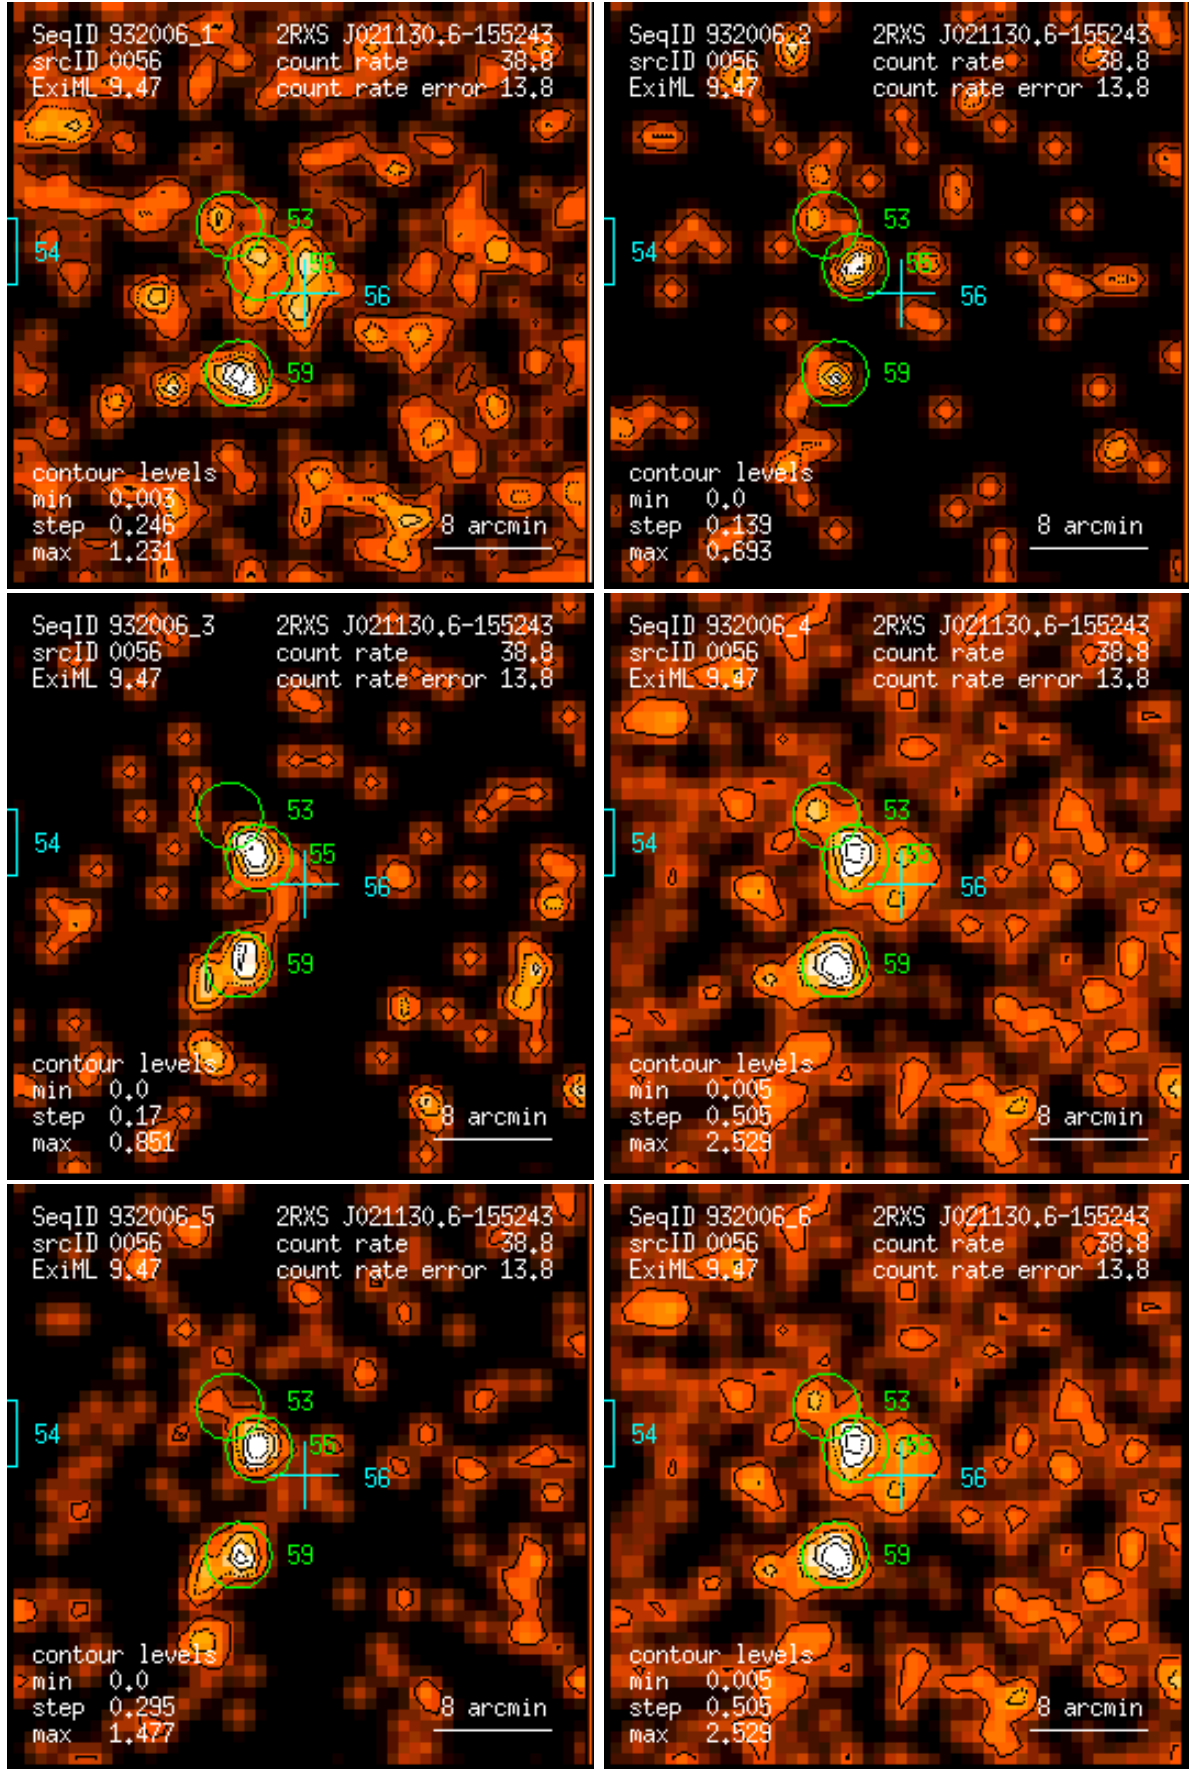 SeqID 932006_1 2RXS J021130.6-155243
srcID 0056 count rate 38.8
ExiML 9.47 count rate error 13.8
53
54
55
56
59
contour levels
min 0.003
step 0.246
max 1.231
8 arcmin
SeqID 932006_2 2RXS J021130.6-155243
srcID 0056 count rate 38.8
ExiML 9.47 count rate error 13.8
53
54
55
56
59
contour levels
min 0.0
step 0.139
max 0.693
8 arcmin
SeqID 932006_3 2RXS J021130.6-155243
srcID 0056 count rate 38.8
ExiML 9.47 count rate error 13.8
53
54
55
56
59
contour levels
min 0.0
step 0.17
max 0.851
8 arcmin
SeqID 932006_4 2RXS J021130.6-155243
srcID 0056 count rate 38.8
ExiML 9.47 count rate error 13.8
53
54
55
56
59
contour levels
min 0.005
step 0.505
max 2.529
8 arcmin
SeqID 932006_5 2RXS J021130.6-155243
srcID 0056 count rate 38.8
ExiML 9.47 count rate error 13.8
53
54
55
56
59
contour levels
min 0.0
step 0.295
max 1.477
8 arcmin
SeqID 932006_6 2RXS J021130.6-155243
srcID 0056 count rate 38.8
ExiML 9.47 count rate error 13.8
53
54
55
56
59
contour levels
min 0.005
step 0.505
max 2.529
8 arcmin